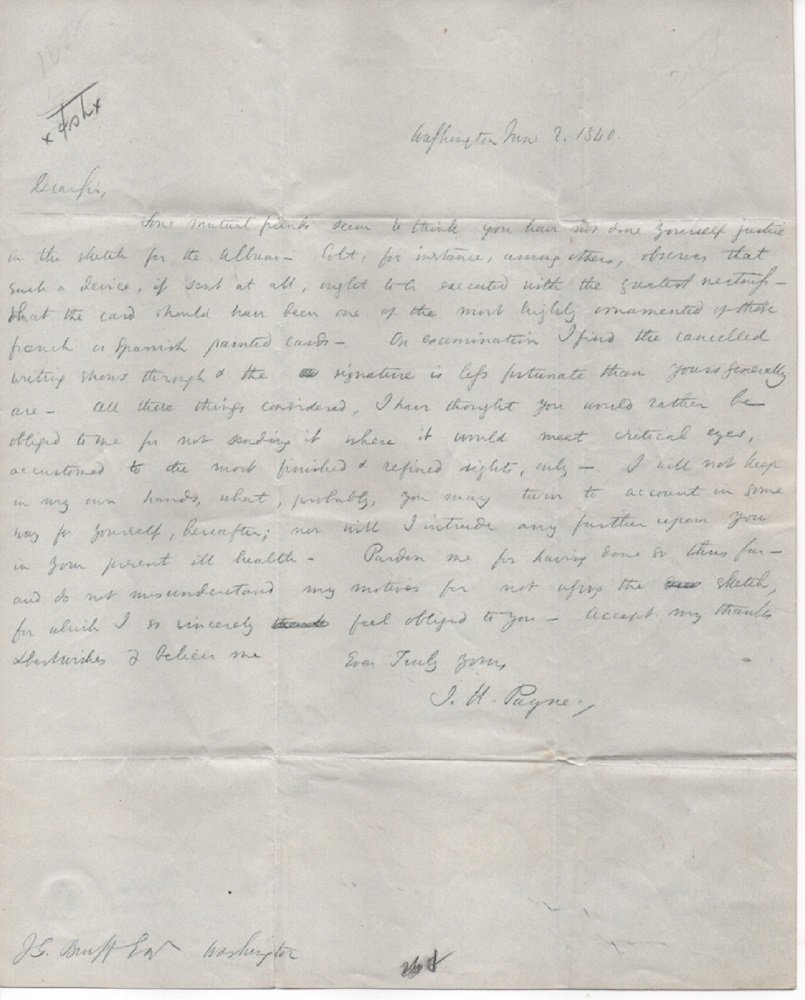 Washington June 2. 1840.
Dear Sir,
Some mutual friends seem to think you have not done yourself justice
in the sketch for the Album— Colt, for instance, among others, observes that
such a device, if sent at all, ought to be executed with the greatest neatness—
that the card should have been one of the most highly ornamented of those
french or Spanish painted cards— On examination I find the cancelled
writing shows through & the signature is less fortunate than yours generally
are— All these things considered, I have thought you would rather be
obliged to me for not sending it where it would meet critical eyes,
accustomed to the most finished & refined sights, only— I will not keep
in my own hands, what, probably, you may turn to account in some
way for yourself, hereafter; nor will I intrude any further upon you
in your present ill health— Pardon me for having done so thus far—
and do not misunderstand my motives for not using the sketch,
for which I so sincerely feel obliged to you— Accept my thanks
& best wishes & believe me Ever Truly Yours
J. H. Payne
J G. Bruff Esq Washington